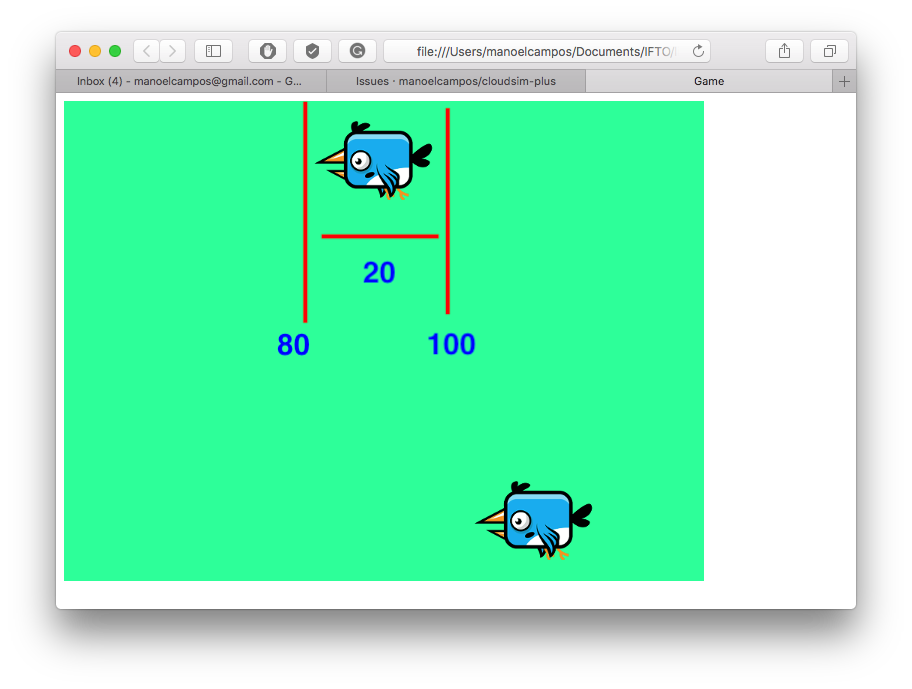 file:///Users/manoelcampos/Documents/IFTO/
Inbox (4) - manoelcampos@gmail.com - G...
Issues · manoelcampos/cloudsim-plus
Game
20
80
100